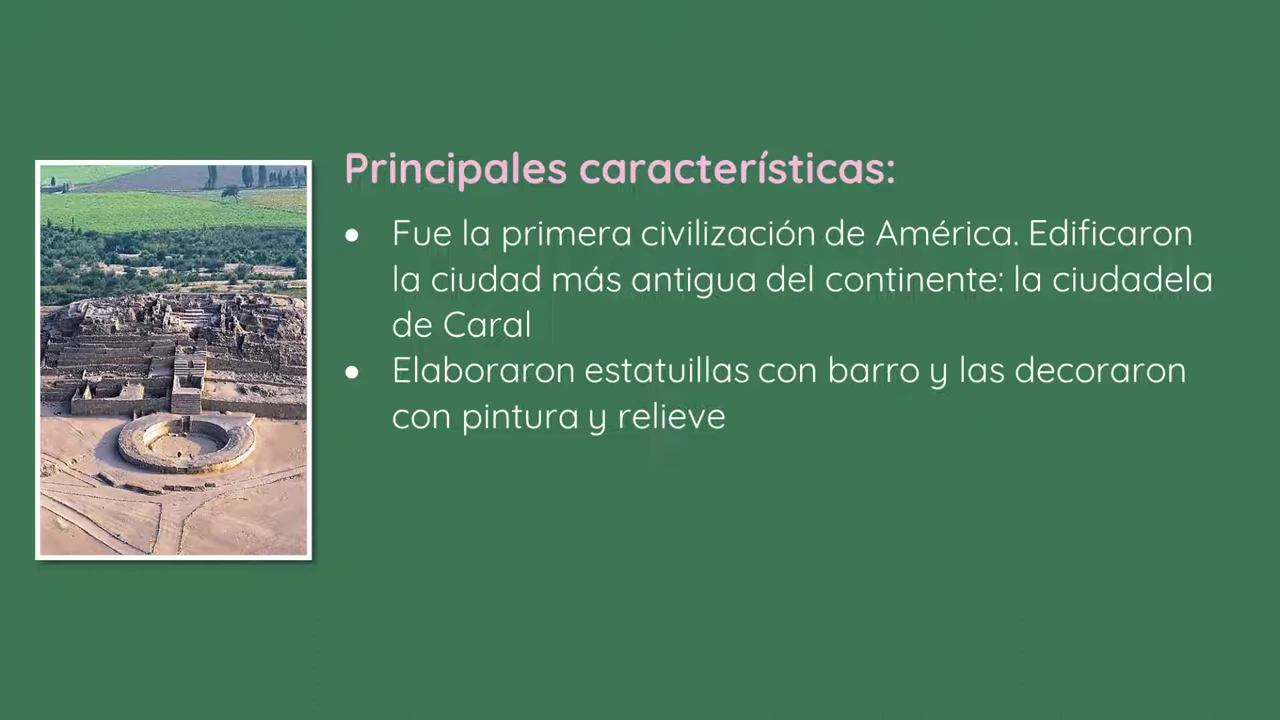 Principales características:
● Fue la primera civilización de América. Edificaron
la ciudad más antigua del continente: la ciudadela
de Caral
● Elaboraron estatuillas con barro y las decoraron
con pintura y relieve